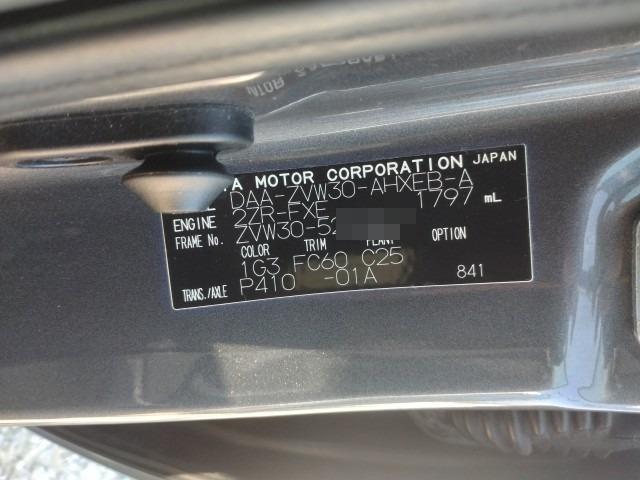 A MOTOR CORPORATION JAPAN
DAA-ZVW30-AHXEB-A
ENGINE 2ZR-FXE 1797 mL
FRAME No. ZVW30-52
COLOR TRIM PLANT OPTION
1G3 FC60 C25
TRANS./AXLE P410 -01A 841